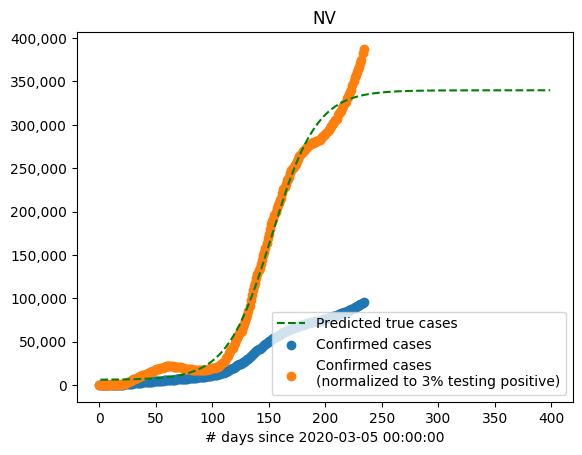 NV
400,000
350,000
300,000
250,000
200,000
150,000
100,000
50,000
0
Predicted true cases
Confirmed cases
Confirmed cases
(normalized to 3% testing positive)
0 50 100 150 200 250 300 350 400
# days since 2020-03-05 00:00:00